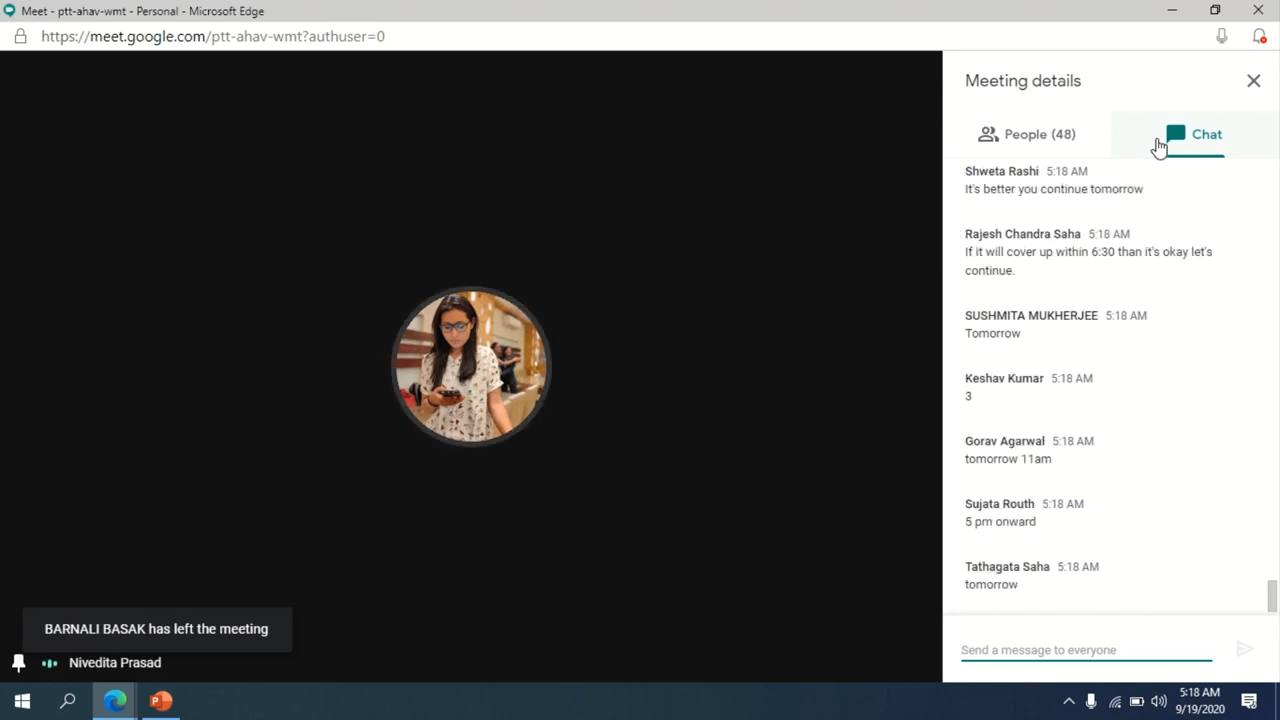 Meet - ptt-ahav-wmt - Personal - Microsoft Edge
https://meet.google.com/ptt-ahav-wmt?authuser=0
Meeting details
People (48)
Chat
Shweta Rashi 5:18 AM
It's better you continue tomorrow
Rajesh Chandra Saha 5:18 AM
If it will cover up within 6:30 than it's okay let's
continue.
SUSHMITA MUKHERJEE 5:18 AM
Tomorrow
Keshav Kumar 5:18 AM
3
Gorav Agarwal 5:18 AM
tomorrow 11am
Sujata Routh 5:18 AM
5 pm onward
Tathagata Saha 5:18 AM
tomorrow
BARNALI BASAK has left the meeting
Send a message to everyone
Nivedita Prasad
5:18 AM
9/19/2020